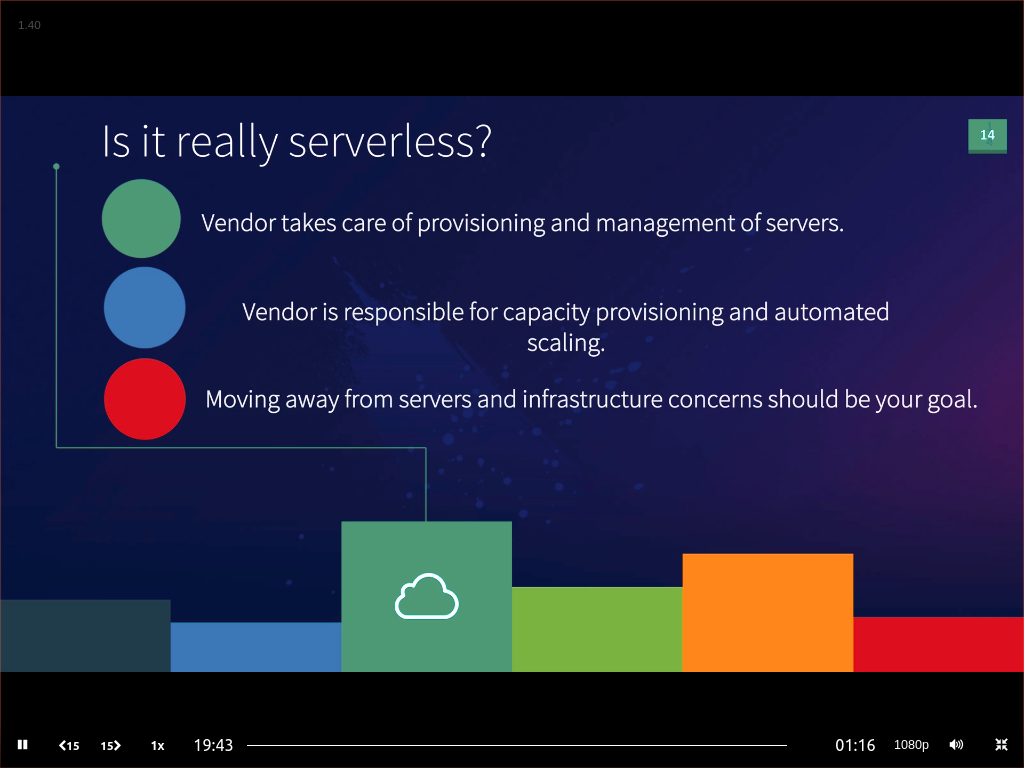 1.40
Is it really serverless?
14
Vendor takes care of provisioning and management of servers.
Vendor is responsible for capacity provisioning and automated
scaling.
Moving away from servers and infrastructure concerns should be your goal.
15
15
1x
19:43
01:16
1080p